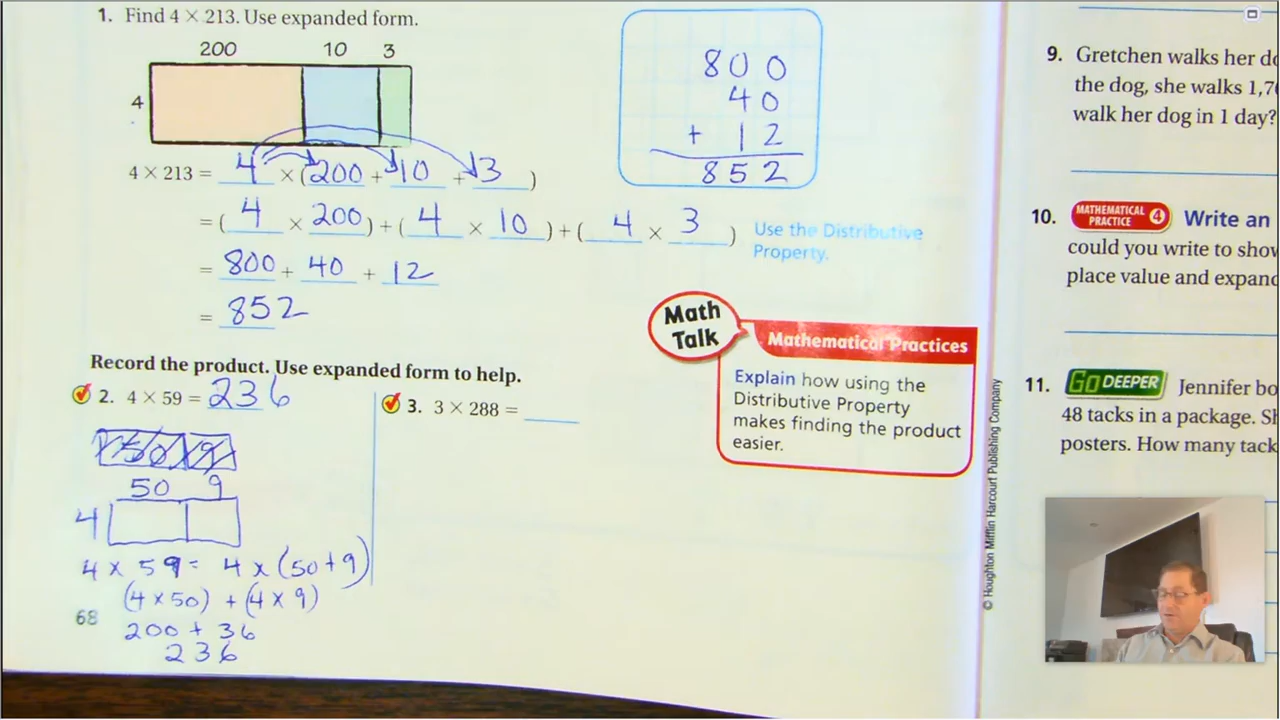 1. Find 4 × 213. Use expanded form.
200 10 3
4
4 × 213 = 4 × (200 + 10 + 3)
= (4 × 200) + (4 × 10) + (4 × 3)
= 800 + 40 + 12
= 852
800
40
+ 12
852
Use the Distributive
Property.
Math
Talk
Mathematical Practices
Explain how using the
Distributive Property
makes finding the product
easier.
Record the product. Use expanded form to help.
2. 4 × 59 = 236
50 9
4
4 × 59 = 4 × (50 + 9)
(4 × 50) + (4 × 9)
200 + 36
236
3. 3 × 288 =
68
© Houghton Mifflin Harcourt Publishing Company
9. Gretchen walks her do
the dog, she walks 1,7
walk her dog in 1 day?
10. MATHEMATICAL PRACTICE 4 Write an
could you write to show
place value and expand
11. GO DEEPER Jennifer bo
48 tacks in a package. Sh
posters. How many tack